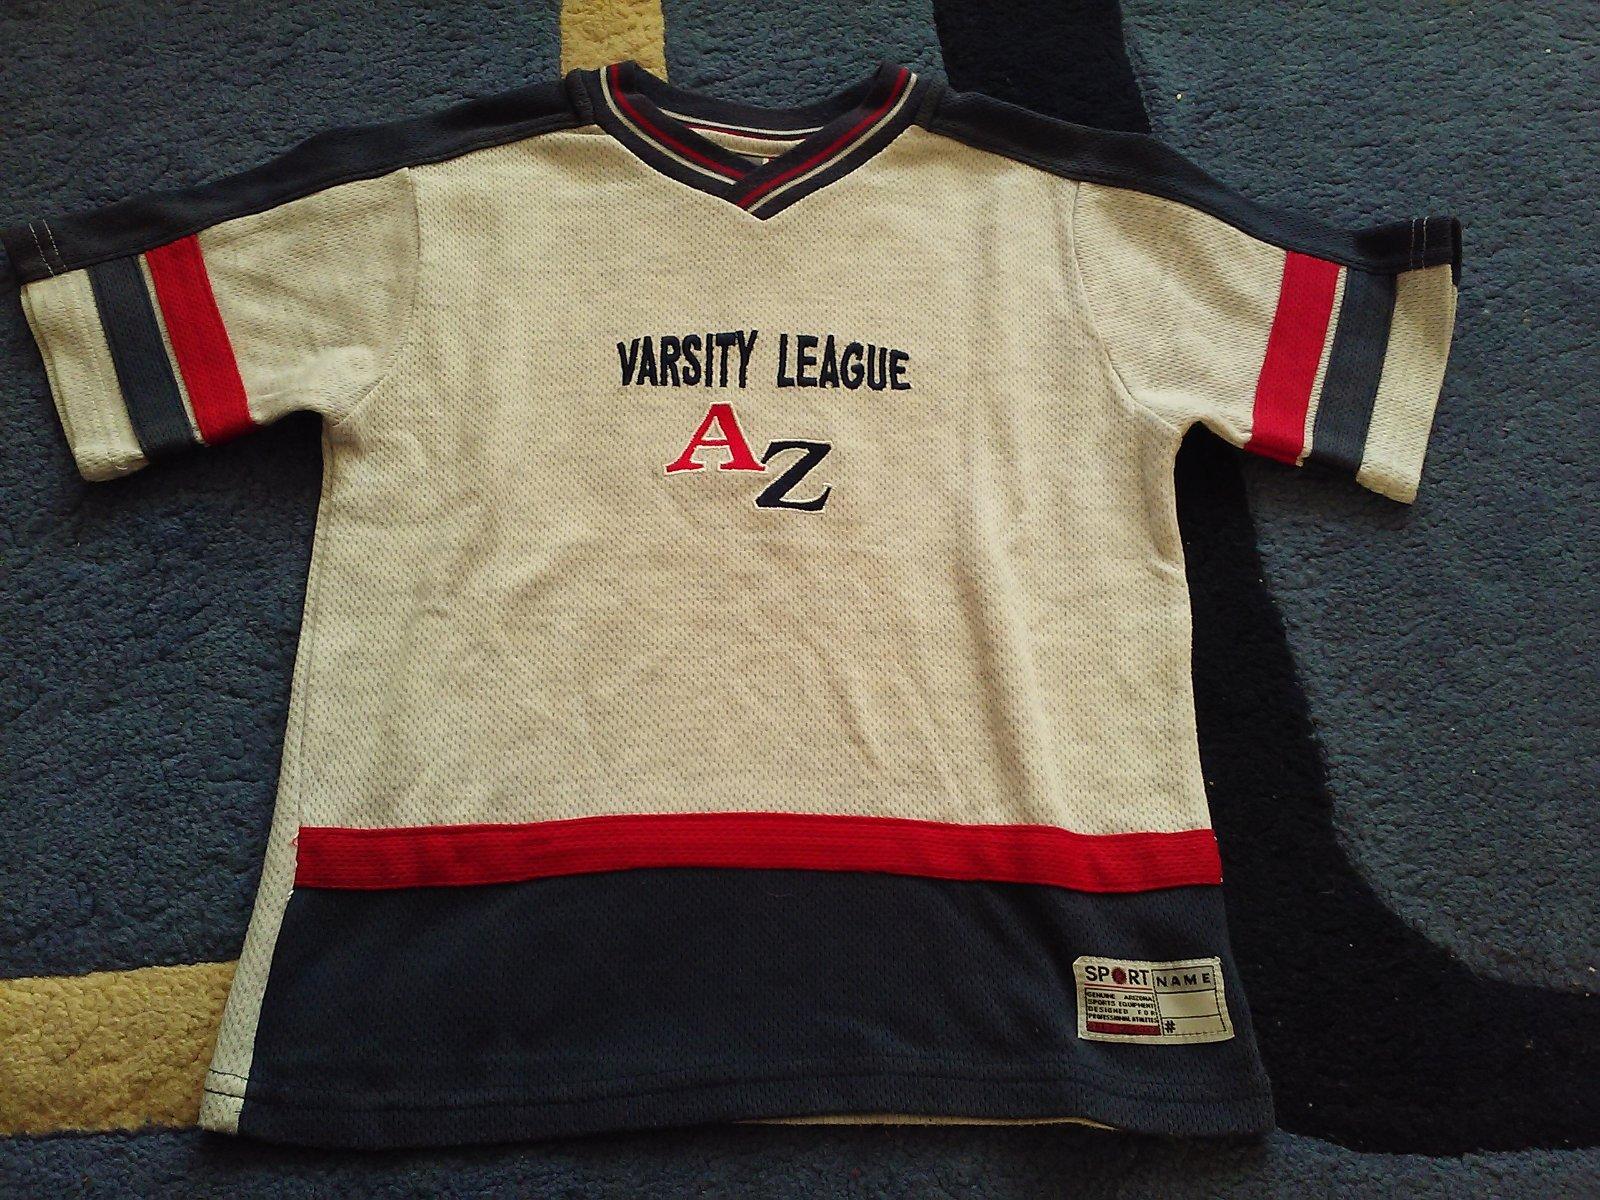 VARSITY LEAGUE
AZ
SPORT
NAME
GENUINE ARIZONA
SPORTS EQUIPMENT
DESIGNED FOR
PROFESSIONAL ATHLETES
#